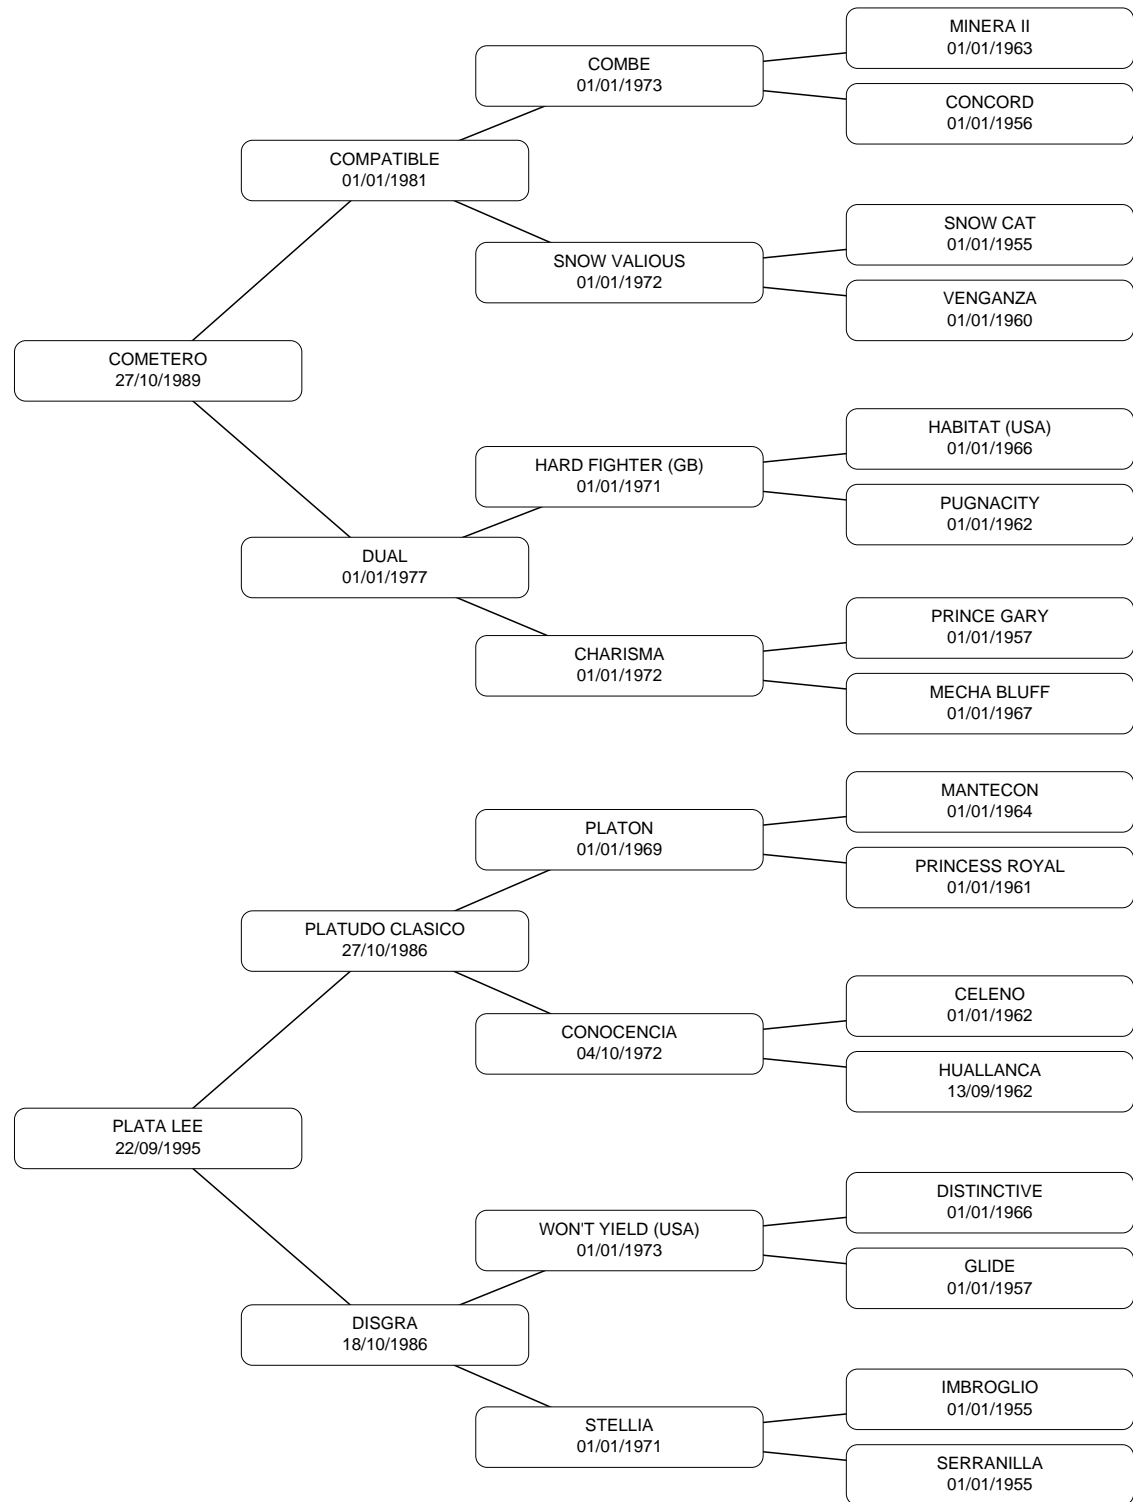 MINERA II
01/01/1963
COMBE
01/01/1973
CONCORD
01/01/1956
COMPATIBLE
01/01/1981
SNOW CAT
01/01/1955
SNOW VALIOUS
01/01/1972
VENGANZA
01/01/1960
COMETERO
27/10/1989
HABITAT (USA)
01/01/1966
HARD FIGHTER (GB)
01/01/1971
PUGNACITY
01/01/1962
DUAL
01/01/1977
PRINCE GARY
01/01/1957
CHARISMA
01/01/1972
MECHA BLUFF
01/01/1967
MANTECON
01/01/1964
PLATON
01/01/1969
PRINCESS ROYAL
01/01/1961
PLATUDO CLASICO
27/10/1986
CELENO
01/01/1962
CONOCENCIA
04/10/1972
HUALLANCA
13/09/1962
PLATA LEE
22/09/1995
DISTINCTIVE
01/01/1966
WON'T YIELD (USA)
01/01/1973
GLIDE
01/01/1957
DISGRA
18/10/1986
IMBROGLIO
01/01/1955
STELLIA
01/01/1971
SERRANILLA
01/01/1955